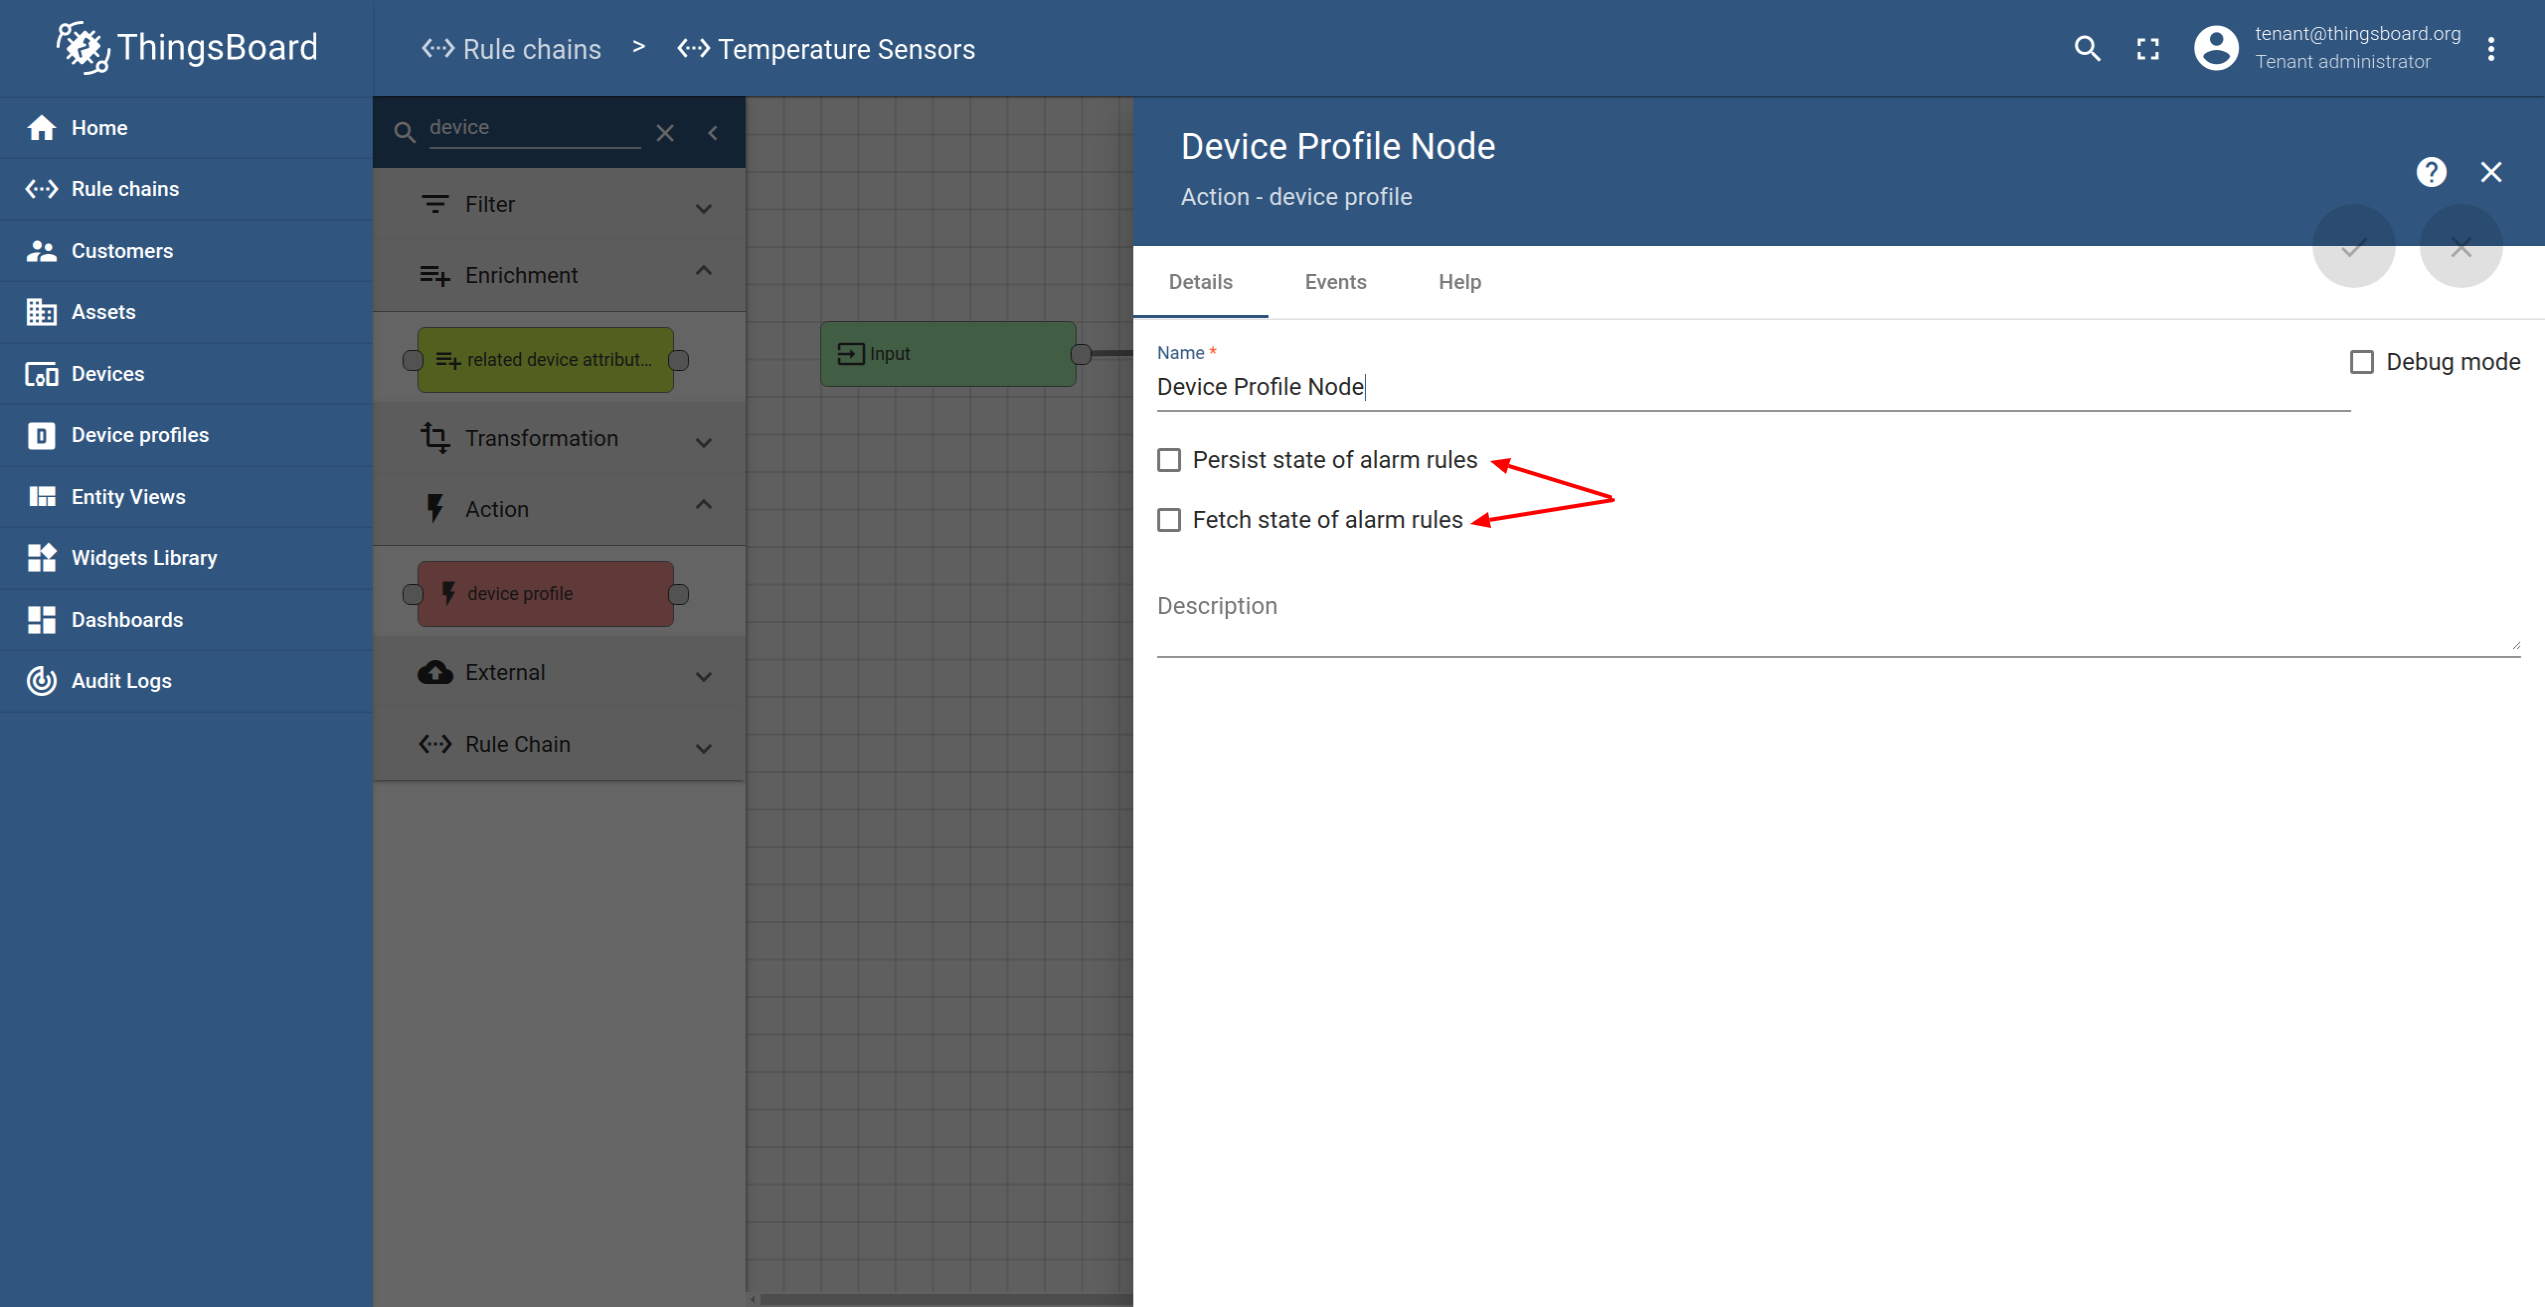 ThingsBoard
Rule chains > Temperature Sensors
tenant@thingsboard.org
Tenant administrator
Home
Rule chains
Customers
Assets
Devices
Device profiles
Entity Views
Widgets Library
Dashboards
Audit Logs
device
Filter
Enrichment
related device attribut...
Transformation
Action
device profile
External
Rule Chain
Input
Device Profile Node
Action - device profile
Details Events Help
Name *
Device Profile Node
Debug mode
Persist state of alarm rules
Fetch state of alarm rules
Description